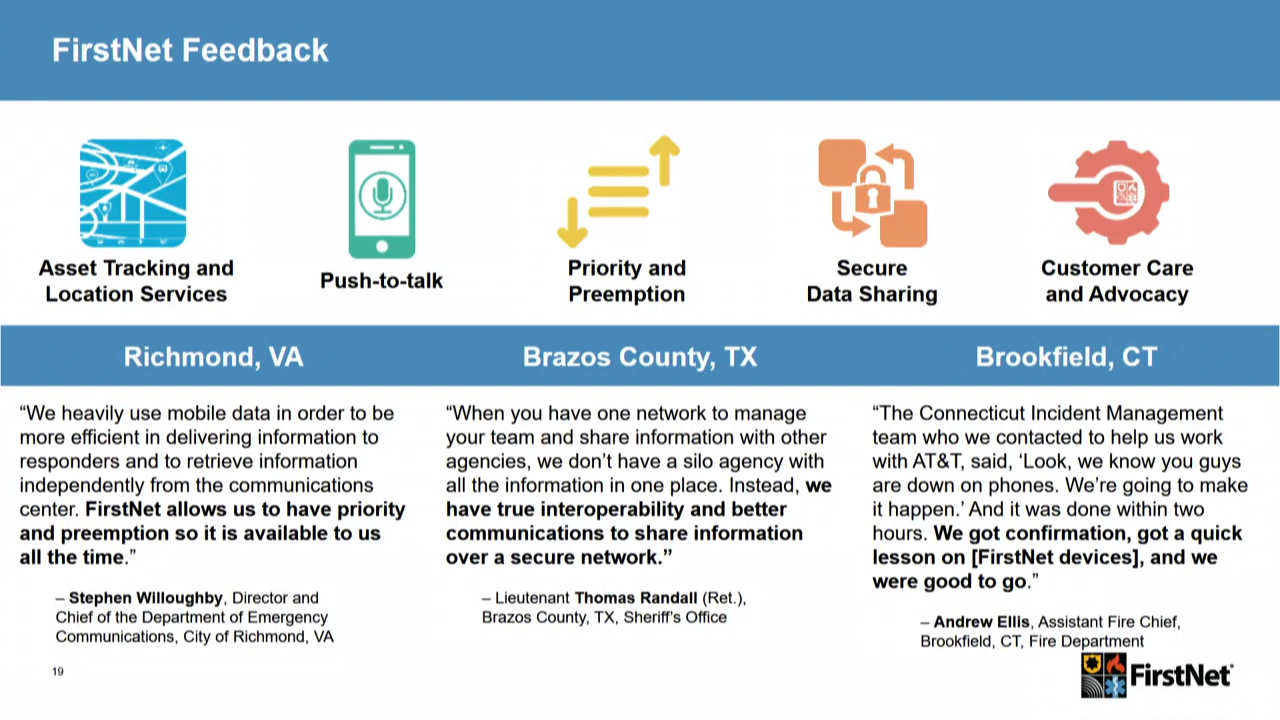 FirstNet Feedback
Asset Tracking and
Location Services
Push-to-talk
Priority and
Preemption
Secure
Data Sharing
Customer Care
and Advocacy
Richmond, VA
Brazos County, TX
Brookfield, CT
“We heavily use mobile data in order to be
more efficient in delivering information to
responders and to retrieve information
independently from the communications
center. FirstNet allows us to have priority
and preemption so it is available to us
all the time.”
– Stephen Willoughby, Director and
Chief of the Department of Emergency
Communications, City of Richmond, VA
“When you have one network to manage
your team and share information with other
agencies, we don’t have a silo agency with
all the information in one place. Instead, we
have true interoperability and better
communications to share information
over a secure network.”
– Lieutenant Thomas Randall (Ret.),
Brazos County, TX, Sheriff’s Office
“The Connecticut Incident Management
team who we contacted to help us work
with AT&T, said, ‘Look, we know you guys
are down on phones. We’re going to make
it happen.’ And it was done within two
hours. We got confirmation, got a quick
lesson on [FirstNet devices], and we
were good to go.”
– Andrew Ellis, Assistant Fire Chief,
Brookfield, CT, Fire Department
19
FirstNet